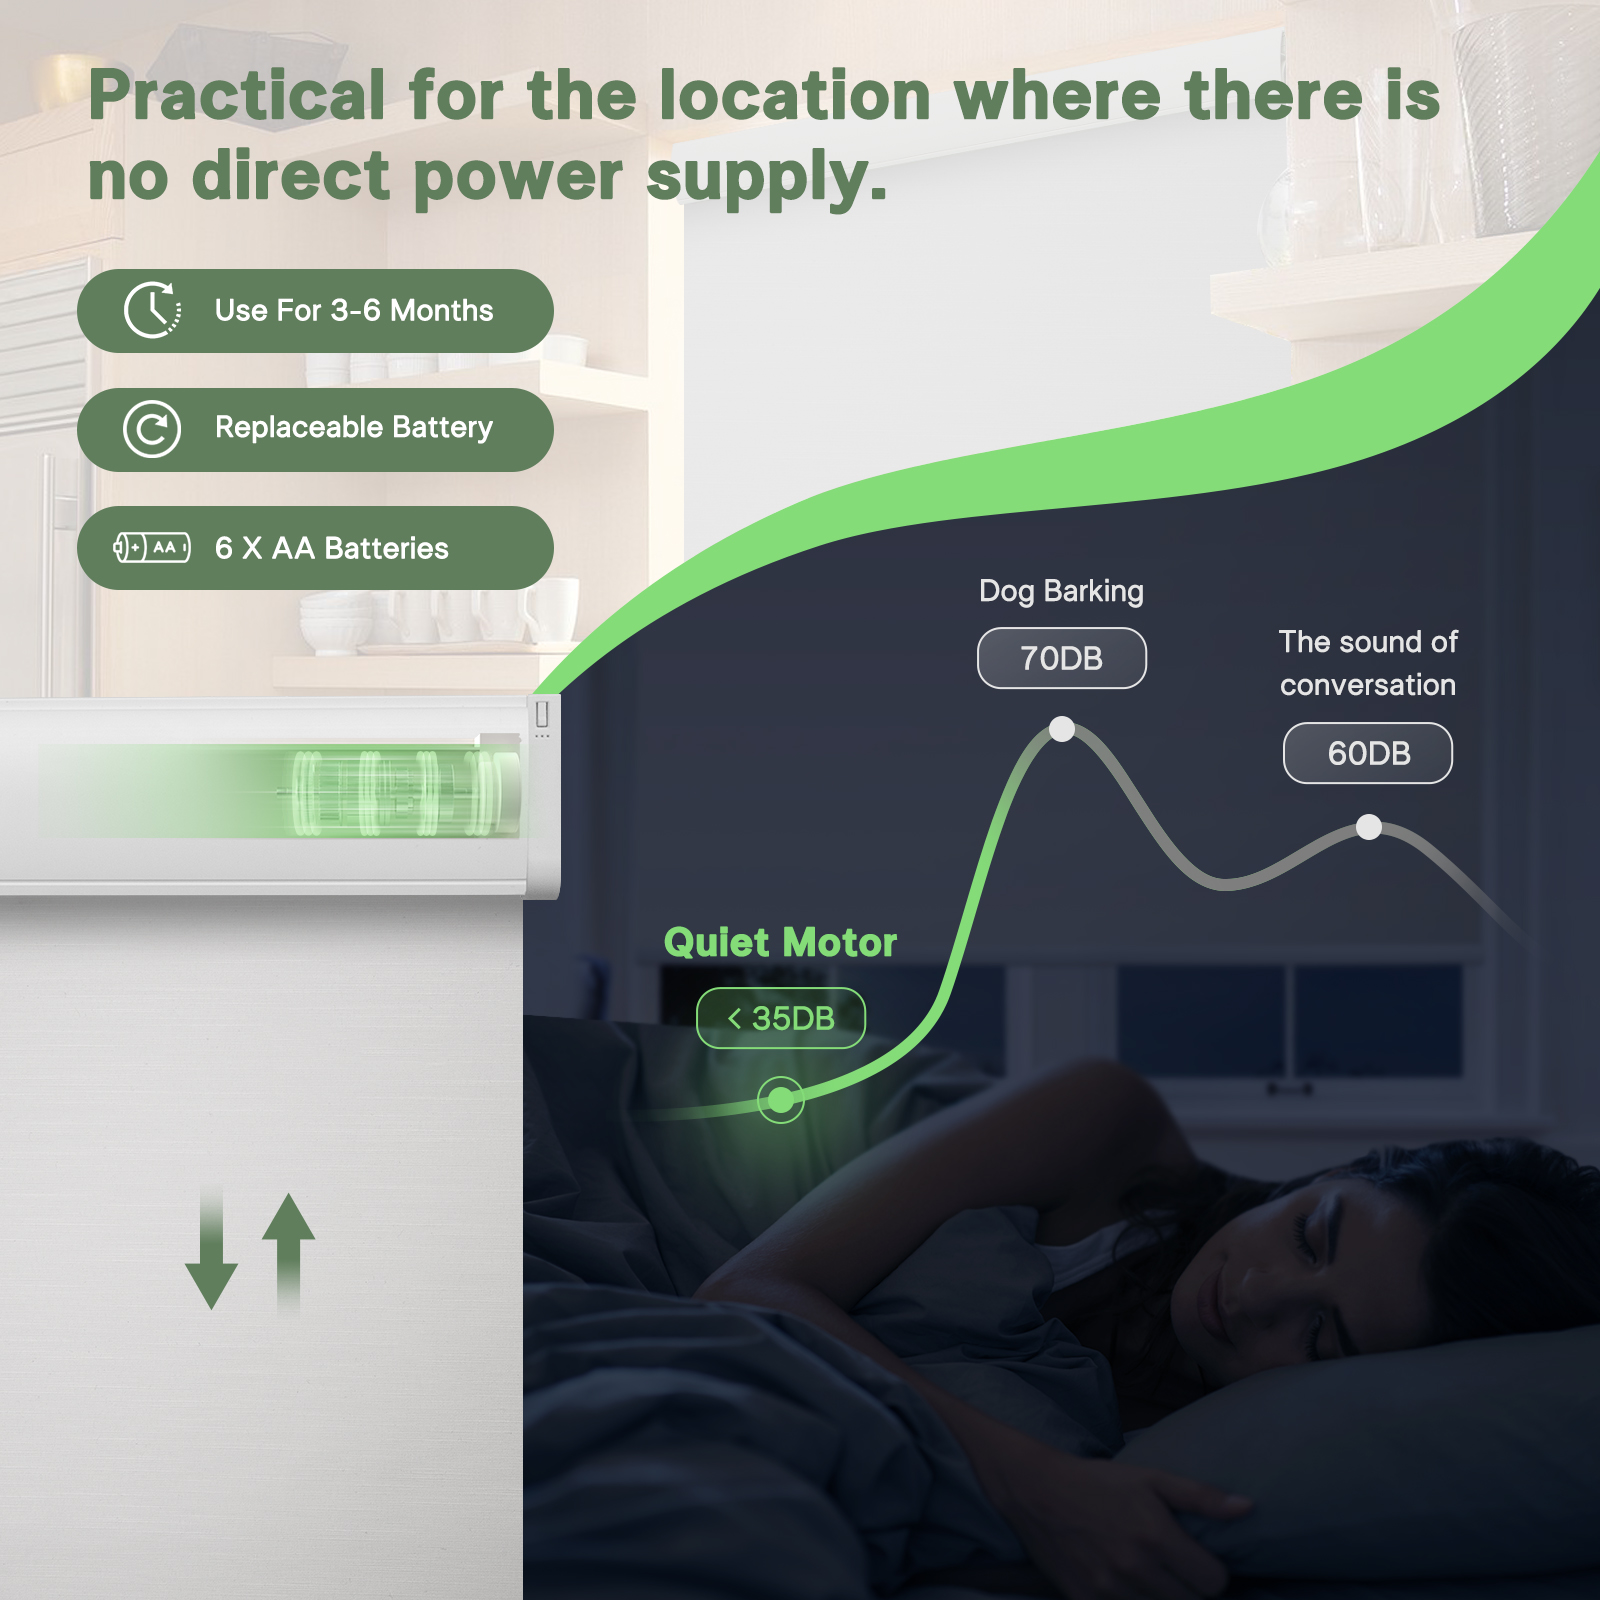 Practical for the location where there is
no direct power supply.
Use For 3-6 Months
Replaceable Battery
AA
6 X AA Batteries
Dog Barking
70DB
The sound of
conversation
60DB
Quiet Motor
< 35DB